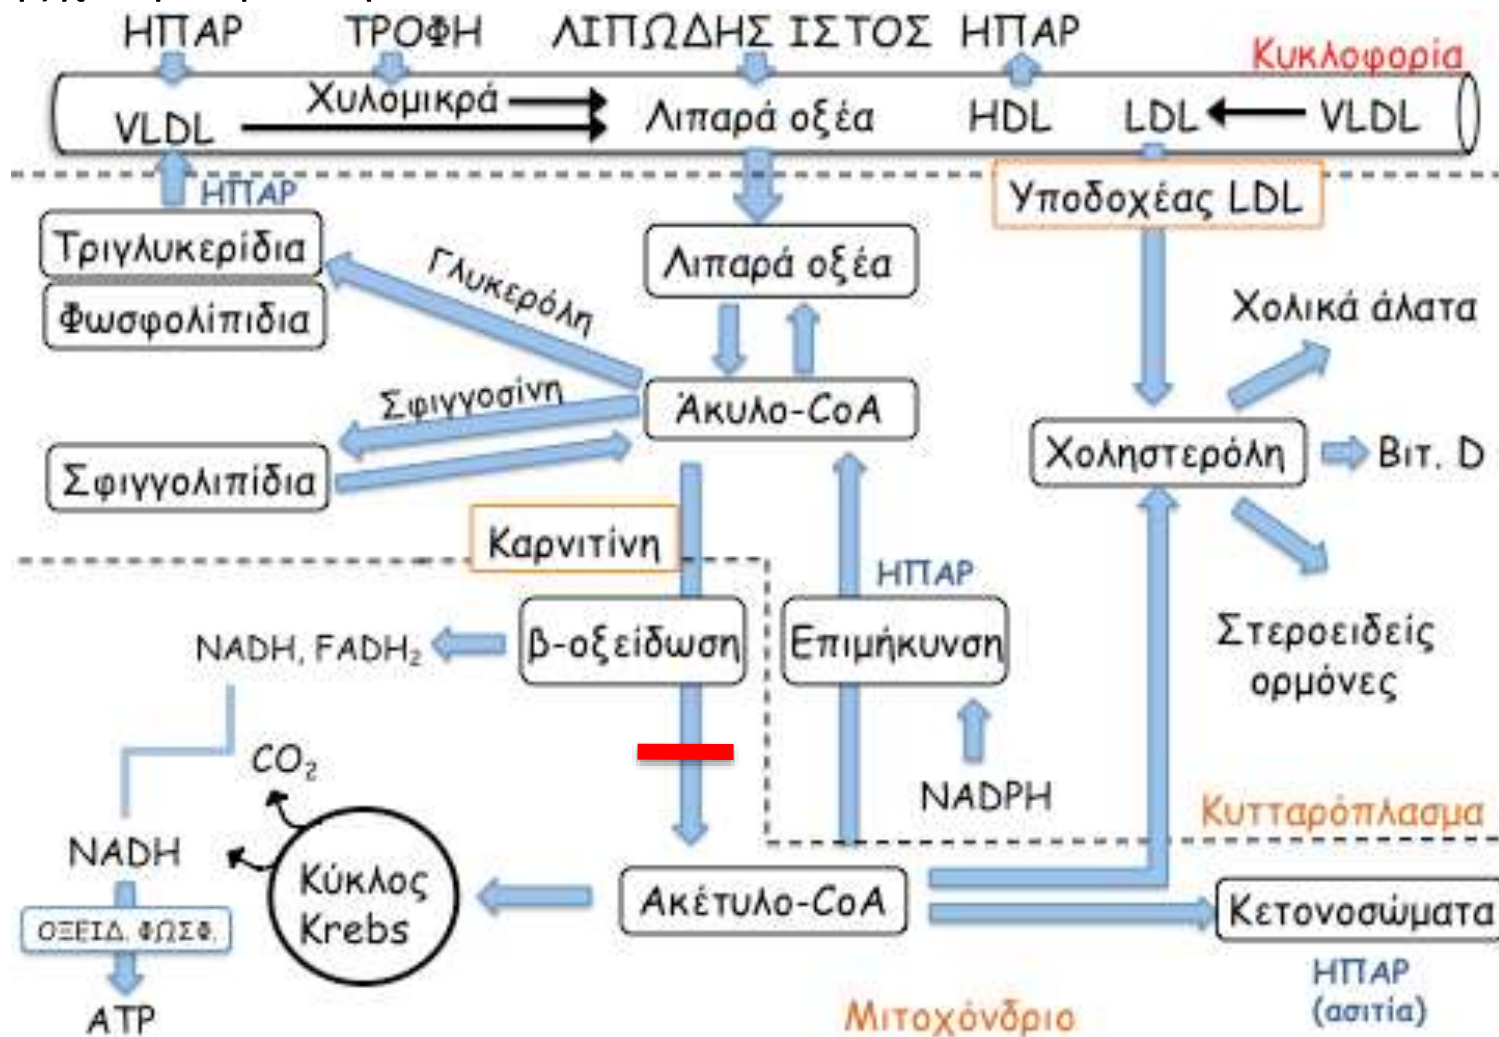 ΗΠΑΡ ΤΡΟΦΗ ΛΙΠΩΔΗΣ ΙΣΤΟΣ ΗΠΑΡ
Κυκλοφορία
Χυλομικρά
VLDL Λιπαρά οξέα HDL LDL VLDL
ΗΠΑΡ
Υποδοχέας LDL
Τριγλυκερίδια
Γλυκερόλη
Λιπαρά οξέα
Φωσφολίπιδια
Χολικά άλατα
Σφιγγοσίνη
Άκυλο-CoA
Σφιγγολιπίδια
Χοληστερόλη
Βιτ. D
Καρνιτίνη
ΗΠΑΡ
NADH, FADH₂
β-οξείδωση
Επιμήκυνση
Στεροειδείς
ορμόνες
CO₂
NADPH
Κυτταρόπλασμα
NADH
Κύκλος
Krebs
Ακέτυλο-CoA
Κετονοσώματα
ΟΞΕΙΔ. ΦΩΣΦ.
ΗΠΑΡ
(ασιτία)
ATP
Μιτοχόνδριο